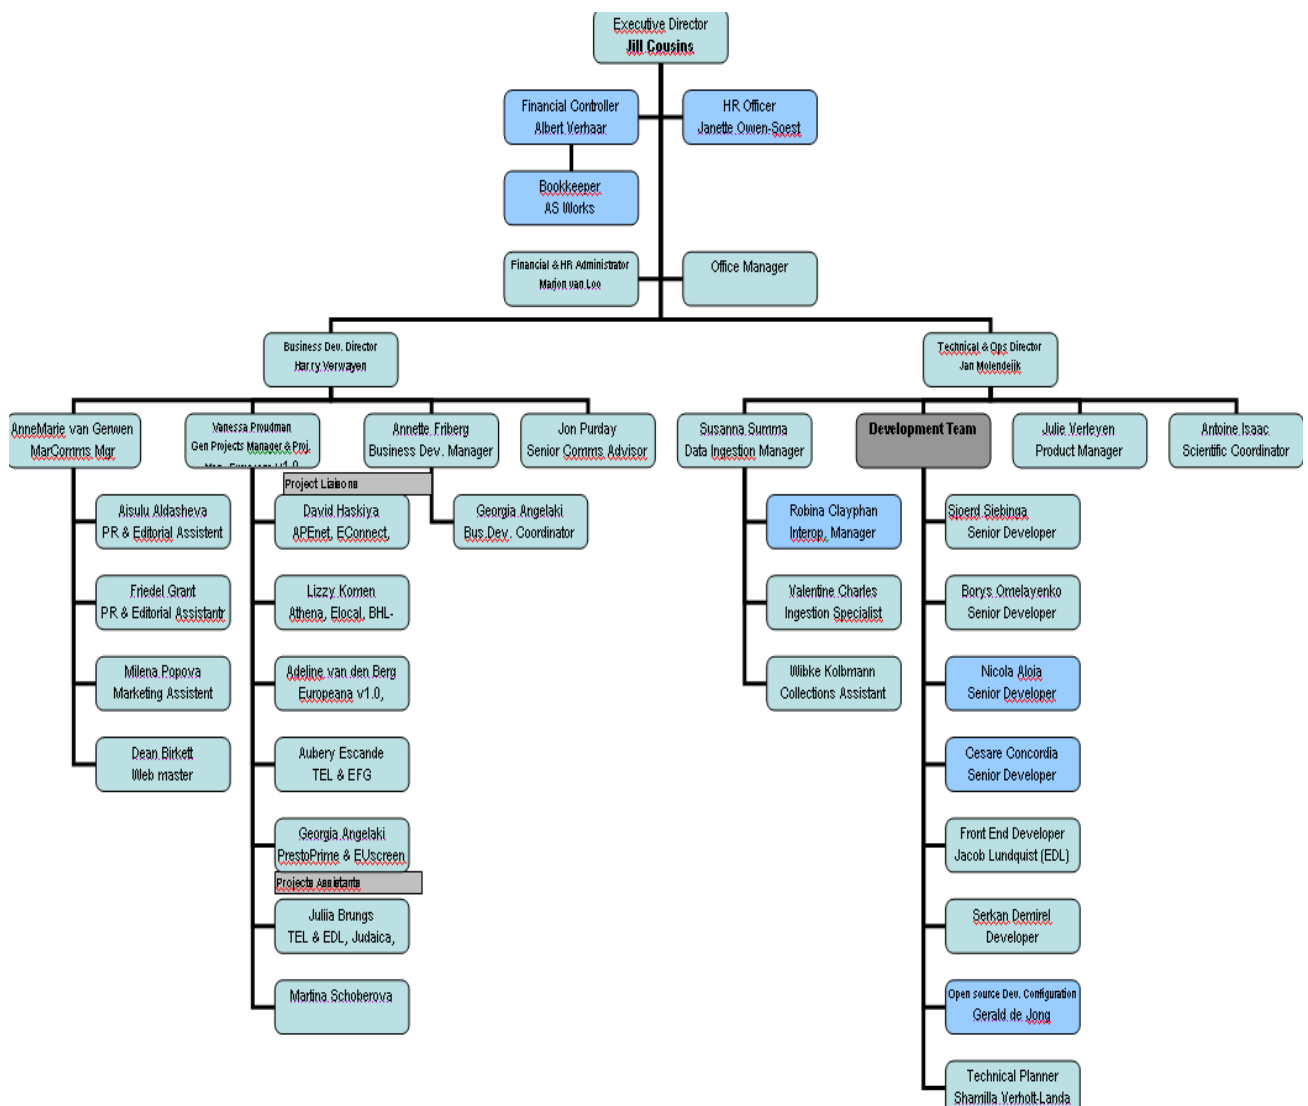 Executive Director
Jill Cousins
Financial Controller
Albert Verhaar
HR Officer
Janette Owen-Soest
Bookkeeper
AS Works
Financial & HR Administrator
Marjon van Loo
Office Manager
Business Dev. Director
Harry Verwayen
Technical & Ops Director
Jan Molendeijk
AnneMarie van Gerwen
MarComms Mgr
Vanessa Proudman
Gen Projects Manager & Proj.
Man. Europeana V1.0
Annette Friberg
Business Dev. Manager
Jon Purday
Senior Comms Advisor
Susanna Summa
Data Ingestion Manager
Development Team
Julie Verleyen
Product Manager
Antoine Isaac
Scientific Coordinator
Project Liaisons
Aisulu Aldasheva
PR & Editorial Assistent
David Haskiya
APEnet, EConnect,
Georgia Angelaki
Bus.Dev. Coordinator
Robina Clayphan
Interop, Manager
Sjoerd Siebinga
Senior Developer
Friedel Grant
PR & Editorial Assistantr
Lizzy Komen
Athena, Elocal, BHL-
Valentine Charles
Ingestion Specialist
Borys Omelayenko
Senior Developer
Milena Popova
Marketing Assistent
Adeline van den Berg
Europeana v1.0,
Wibke Kolbmann
Collections Assistant
Nicola Aloia
Senior Developer
Dean Birkett
Web master
Aubery Escande
TEL & EFG
Cesare Concordia
Senior Developer
Georgia Angelaki
PrestoPrime & EUscreen
Front End Developer
Jacob Lundquist (EDL)
Projects Assistants
Juliia Brungs
TEL & EDL, Judaica,
Serkan Demirel
Developer
Martina Schoberova
Open source Dev. Configuration
Gerald de Jong
Technical Planner
Shamilla Verhoft-Landa